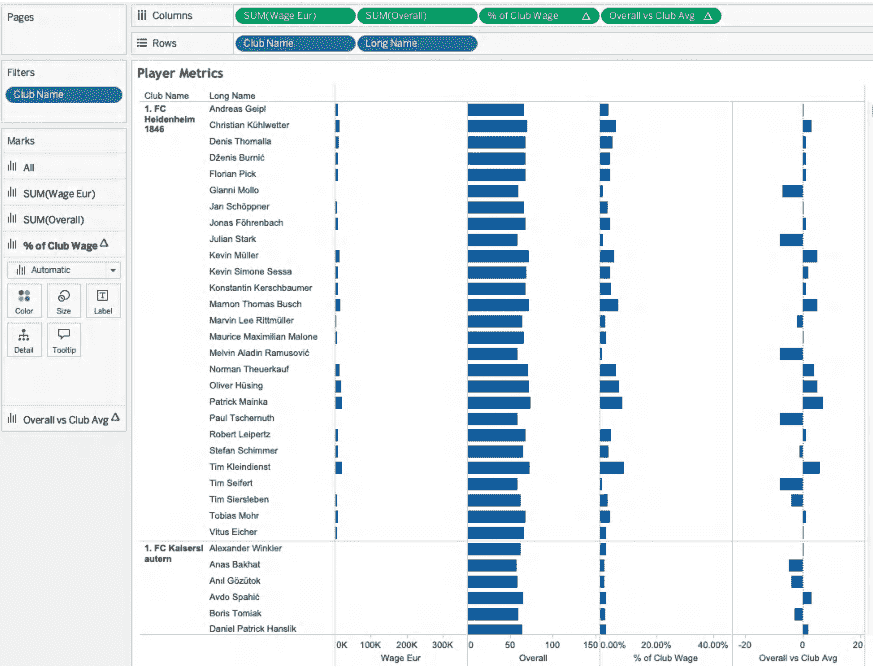 Pages
Columns
SUM(Wage Eur)
SUM(Overall)
% of Club Wage
Overall vs Club Avg
Rows
Club Name
Long Name
Filters
Club Name
Marks
All
SUM(Wage Eur)
SUM(Overall)
% of Club Wage
Automatic
Color Size Label
Detail Tooltip
Overall vs Club Avg
Player Metrics
Club Name Long Name
1. FC Heidenheim 1846
Andreas Geipl
Christian Kühlwetter
Denis Thomalla
Dženis Burnić
Florian Pick
Gianni Mollo
Jan Schöppner
Jonas Föhrenbach
Julian Stark
Kevin Müller
Kevin Simone Sessa
Konstantin Kerschbaumer
Marnon Thomas Busch
Marvin Lee Rittmüller
Maurice Maximilian Malone
Melvin Aladin Ramusović
Norman Theuerkauf
Oliver Hüsing
Patrick Mainka
Paul Tschernuth
Robert Leipertz
Stefan Schimmer
Tim Kleindienst
Tim Seifert
Tim Siersleben
Tobias Mohr
Vitus Eicher
1. FC Kaisersl
autern
Alexander Winkler
Anas Bakhat
Anıl Gözütok
Avdo Spahić
Boris Tomiak
Daniel Patrick Hanslik
0K 100K 200K 300K
0 50 100 150
0.00% 20.00% 40.00%
-20 0 20
Wage Eur
Overall
% of Club Wage
Overall vs Club Avg